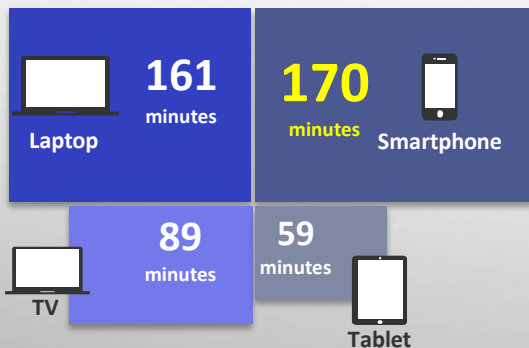 161
minutes
Laptop
170
minutes
Smartphone
89
minutes
TV
59
minutes
Tablet